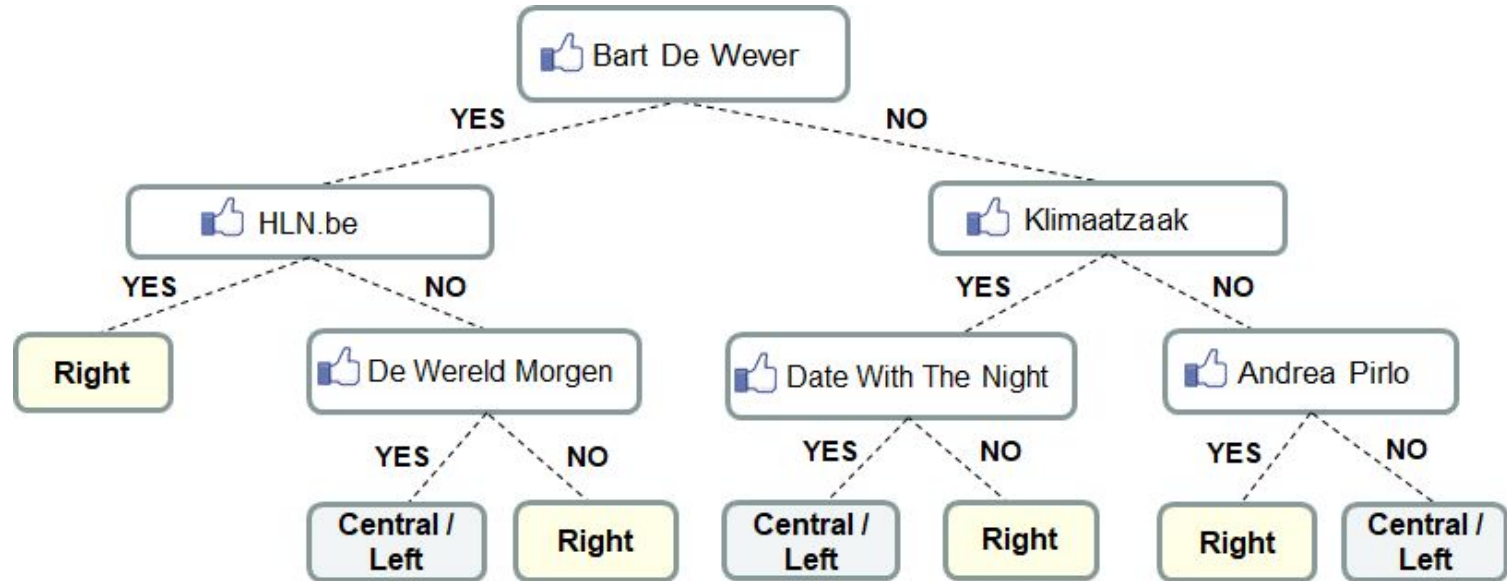 Bart De Wever
YES
NO
HLN.be
Klimaatzaak
YES
NO
YES
NO
Right
De Wereld Morgen
Date With The Night
Andrea Pirlo
YES
NO
YES
NO
YES
NO
Central /
Left
Right
Central /
Left
Right
Right
Central /
Left